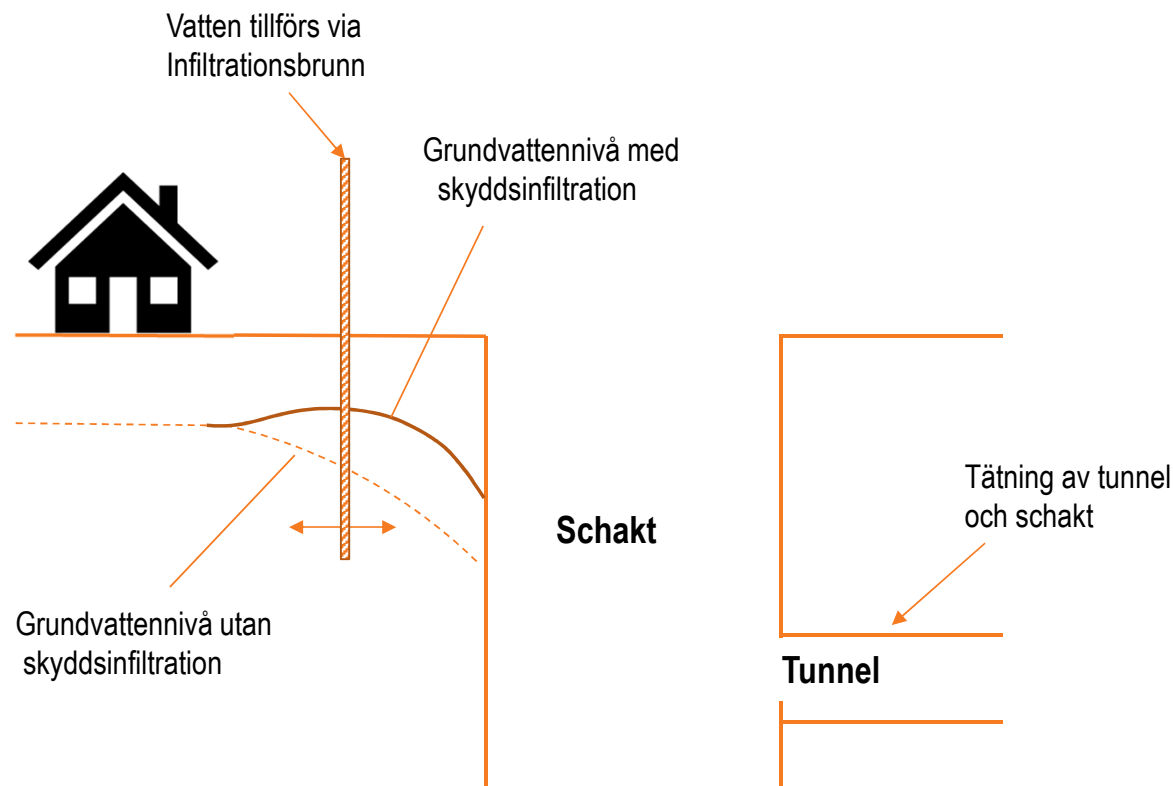 Vatten tillförs via
Infiltrationsbrunn
Grundvattennivå med
skyddsinfiltration
Schakt
Tätning av tunnel
och schakt
Grundvattennivå utan
skyddsinfiltration
Tunnel